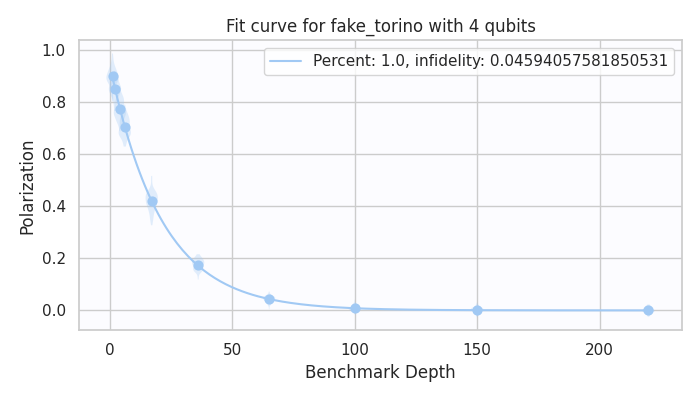 Fit curve for fake_torino with 4 qubits
Percent: 1.0, infidelity: 0.04594057581850531
Polarization
1.0
0.8
0.6
0.4
0.2
0.0
0 50 100 150 200
Benchmark Depth